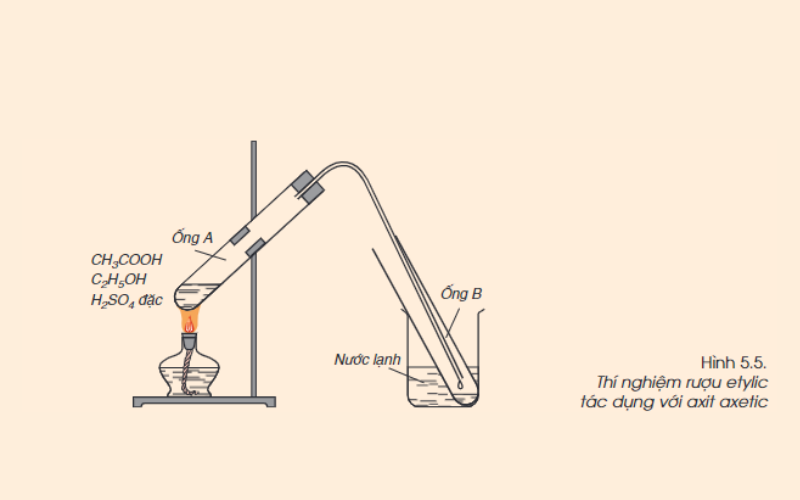 Ống A
CH₃COOH
C₂H₅OH
H₂SO₄ đặc
Ống B
Nước lạnh
Hình 5.5.
Thí nghiệm rượu etylic
tác dụng với axit axetic